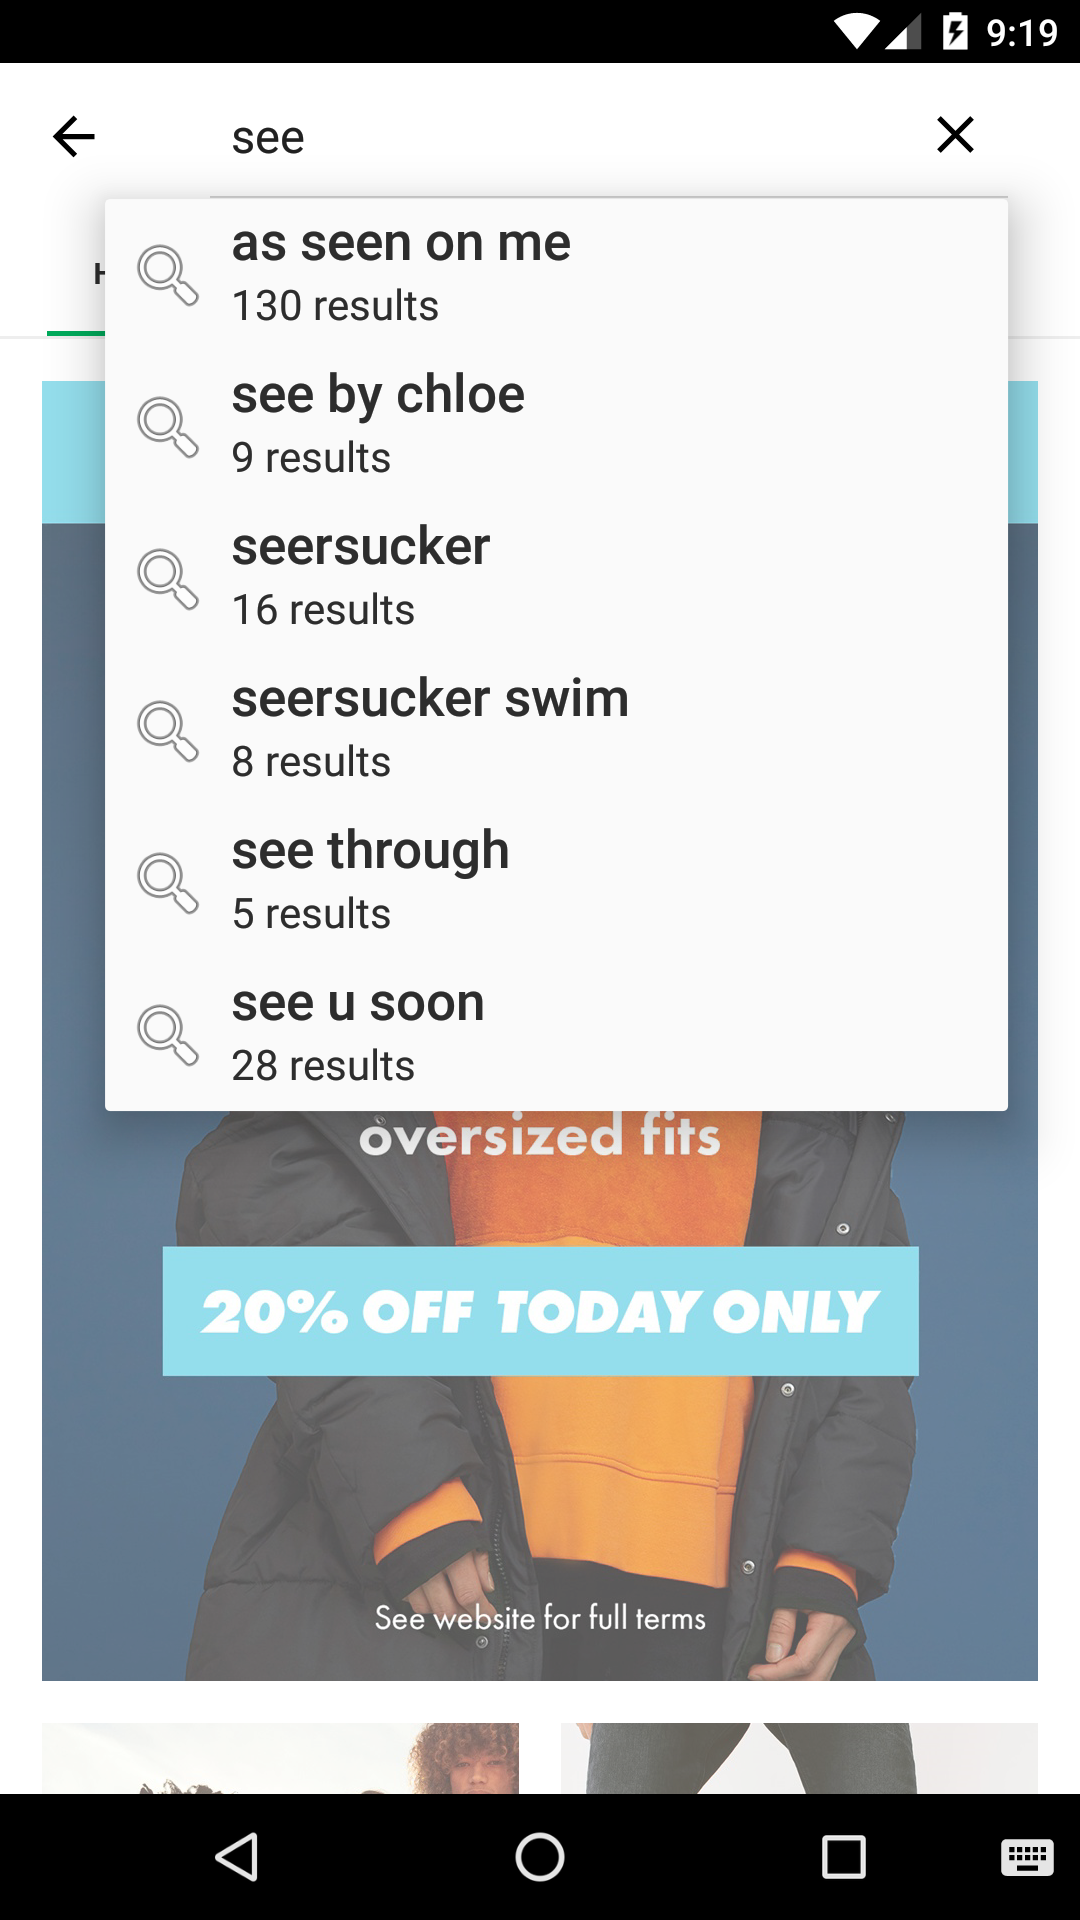 9:19
see
as seen on me
130 results
see by chloe
9 results
seersucker
16 results
seersucker swim
8 results
see through
5 results
see u soon
28 results
oversized fits
20% OFF TODAY ONLY
See website for full terms